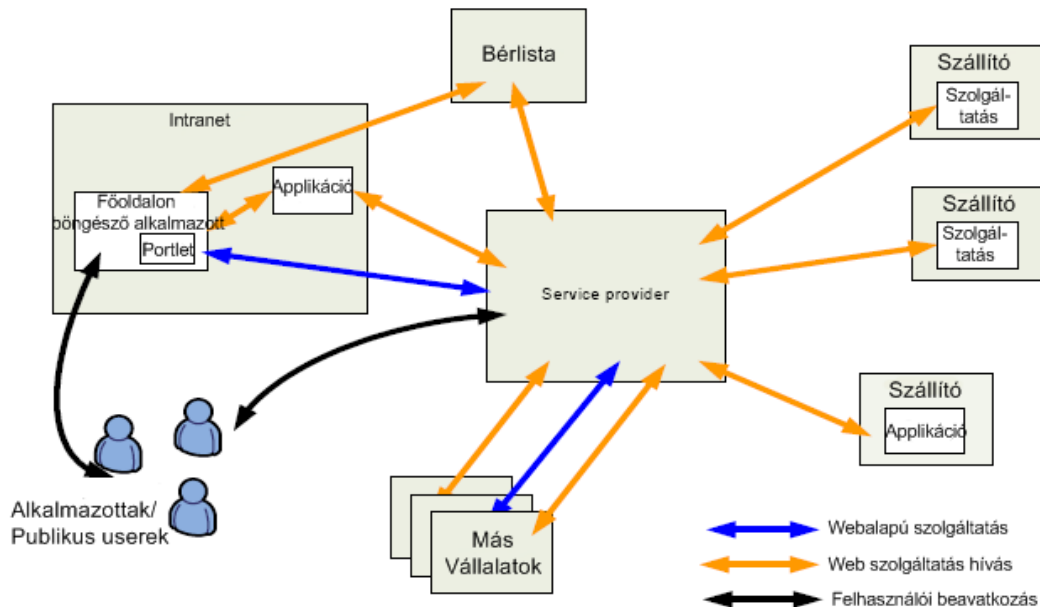 Bérlista
Intranet
Applikáció
Főoldalon
böngésző alkalmazott
Portlet
Service provider
Szállító
Szolgál-
tatás
Szállító
Szolgál-
tatás
Szállító
Applikáció
Alkalmazottak/
Publikus userek
Más
Vállalatok
Webalapú szolgáltatás
Web szolgáltatás hívás
Felhasználói beavatkozás